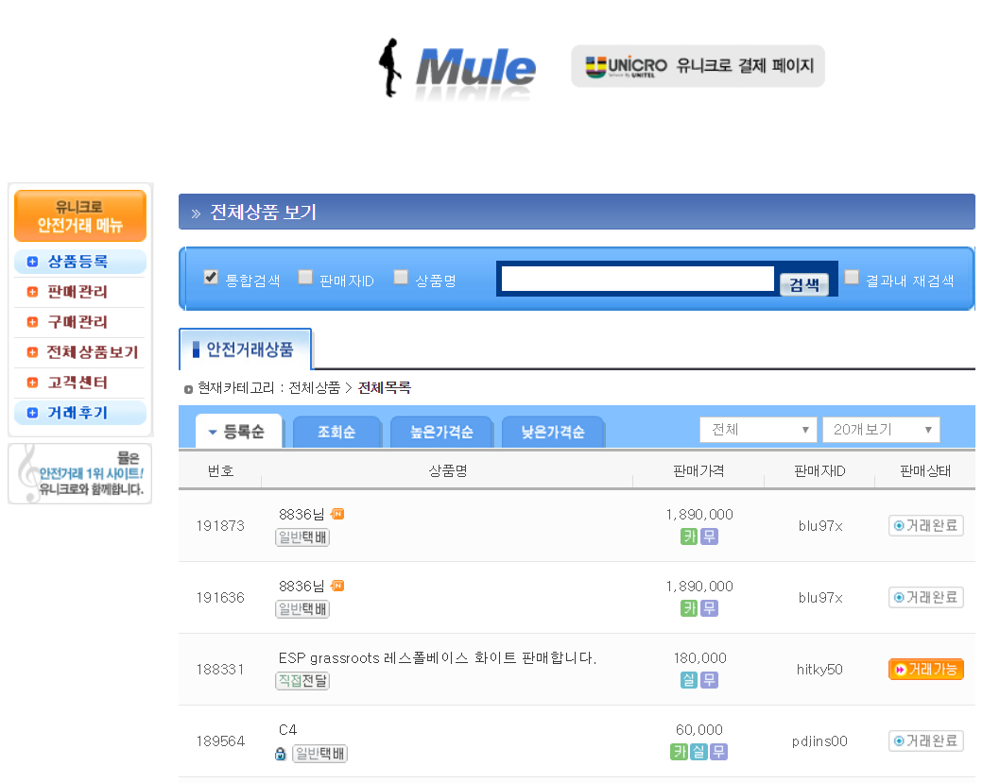 Mule
UNICRO 유니크로 결제 페이지
Service By UNITEL
유니크로
안전거래 메뉴
상품등록
판매관리
구매관리
전체상품보기
고객센터
거래후기
뮬은
안전거래 1위 사이트!
유니크로와 함께합니다.
» 전체상품 보기
통합검색 판매자ID 상품명 검색 결과내 재검색
안전거래상품
현재카테고리 : 전체상품 > 전체목록
등록순 조회순 높은가격순 낮은가격순 전체 20개보기
번호 상품명 판매가격 판매자ID 판매상태
191873 8836님 N 1,890,000 blu97x 거래완료
일반택배 카 무
191636 8836님 N 1,890,000 blu97x 거래완료
일반택배 카 무
188331 ESP grassroots 레스폴베이스 화이트 판매합니다. 180,000 hitky50 거래가능
직접전달 실 무
189564 C4 60,000 pdjins00 거래완료
일반택배 카 실 무